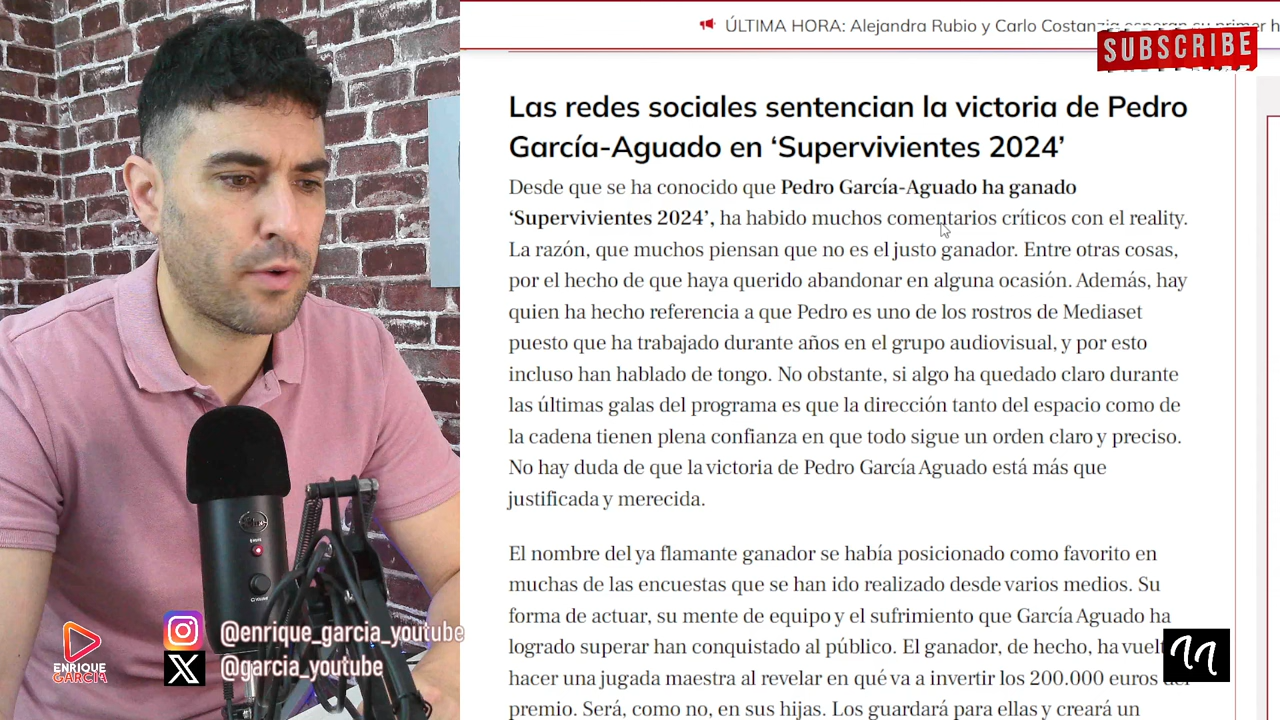 ÚLTIMA HORA: Alejandra Rubio y Carlo Costanzia esperan su primer h
SUBSCRIBE
Las redes sociales sentencian la victoria de Pedro
García-Aguado en ‘Supervivientes 2024’
Desde que se ha conocido que Pedro García-Aguado ha ganado
‘Supervivientes 2024’, ha habido muchos comentarios críticos con el reality.
La razón, que muchos piensan que no es el justo ganador. Entre otras cosas,
por el hecho de que haya querido abandonar en alguna ocasión. Además, hay
quien ha hecho referencia a que Pedro es uno de los rostros de Mediaset
puesto que ha trabajado durante años en el grupo audiovisual, y por esto
incluso han hablado de tongo. No obstante, si algo ha quedado claro durante
las últimas galas del programa es que la dirección tanto del espacio como de
la cadena tienen plena confianza en que todo sigue un orden claro y preciso.
No hay duda de que la victoria de Pedro García Aguado está más que
justificada y merecida.
El nombre del ya flamante ganador se había posicionado como favorito en
muchas de las encuestas que se han ido realizado desde varios medios. Su
forma de actuar, su mente de equipo y el sufrimiento que García Aguado ha
logrado superar han conquistado al público. El ganador, de hecho, ha vuelt
hacer una jugada maestra al revelar en qué va a invertir los 200.000 euros del
premio. Será, como no, en sus hijas. Los guardará para ellas y creará un
@enrique_garcia_youtube
@garcia_youtube
ENRIQUE
GARCIA